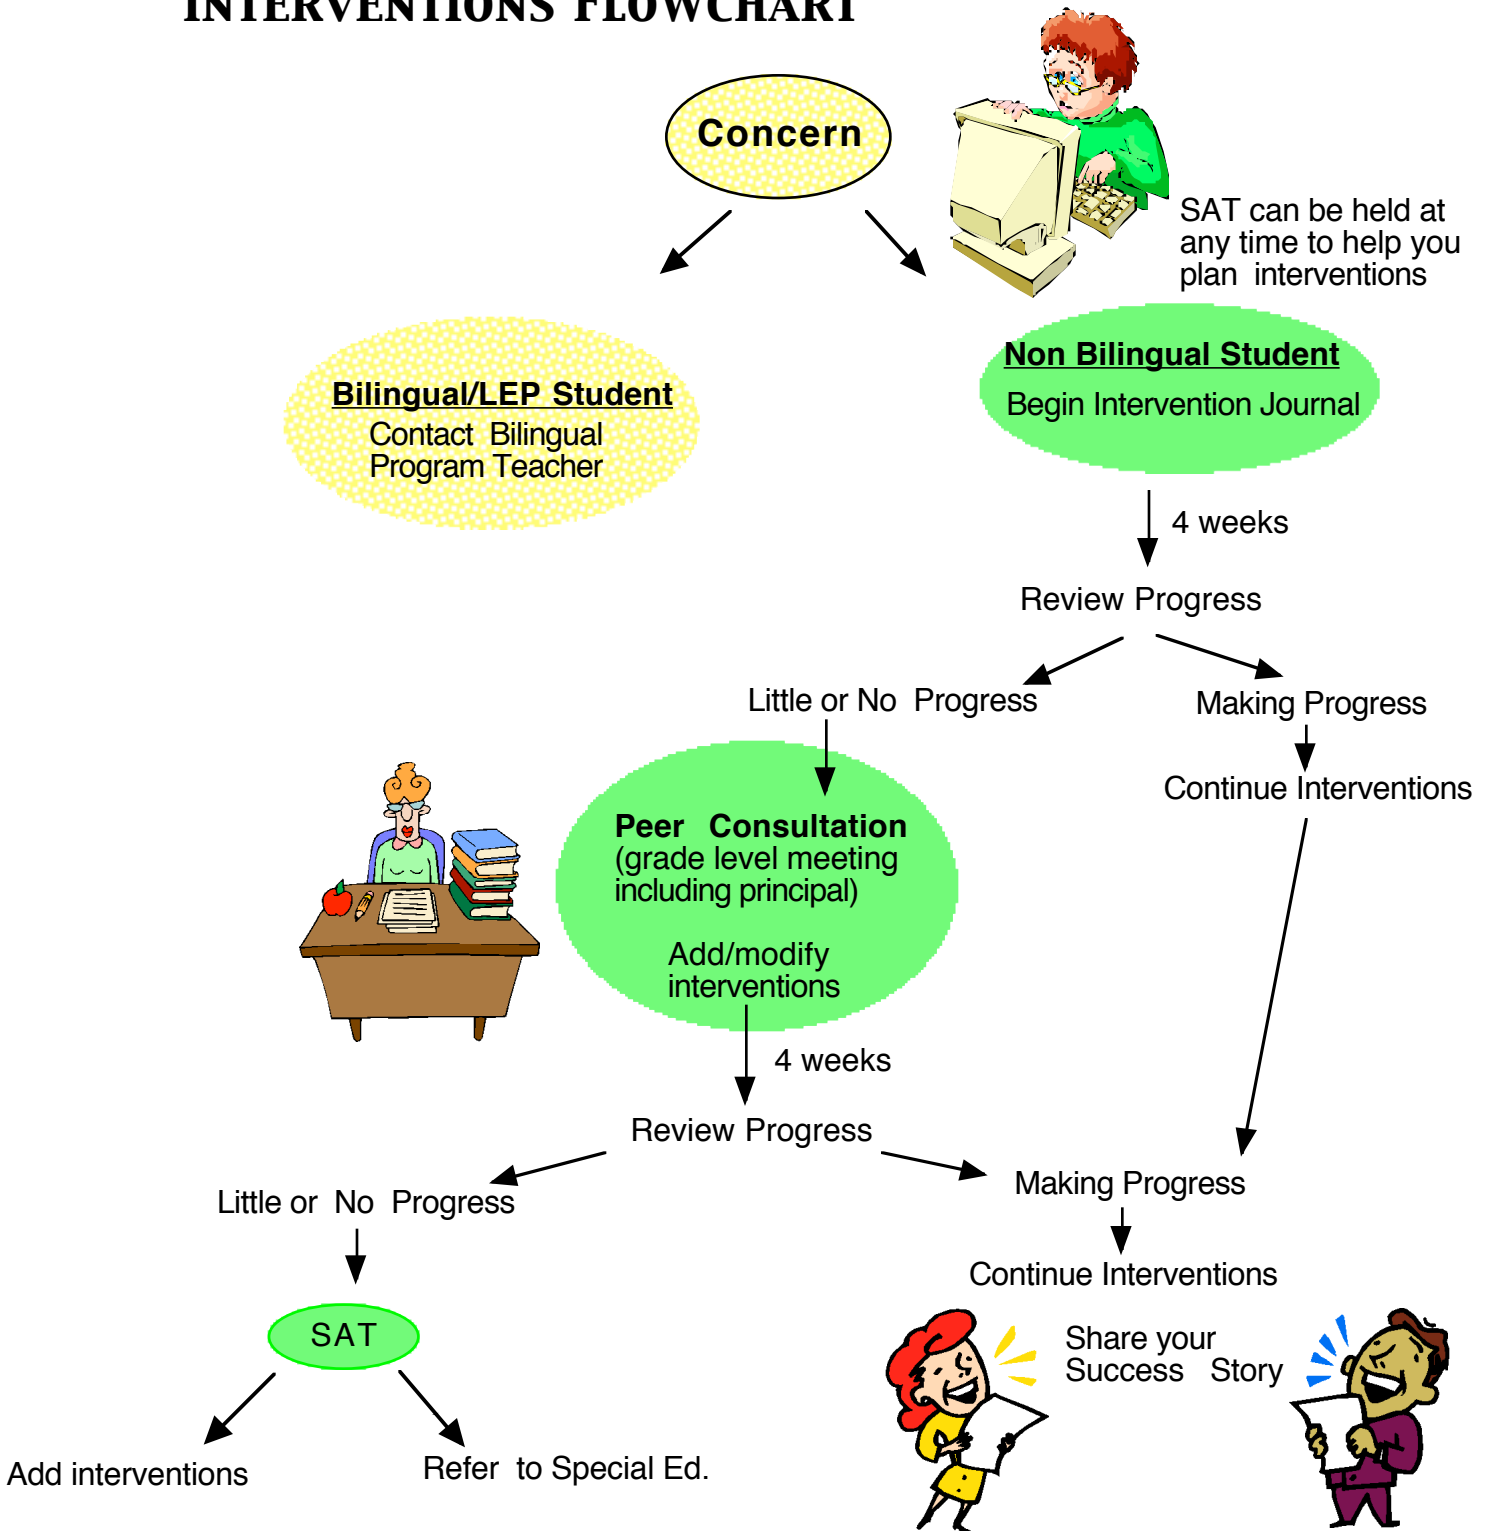 INTERVENTIONS FLOWCHART
Concern
SAT can be held at
any time to help you
plan interventions
Bilingual/LEP Student
Contact Bilingual
Program Teacher
Non Bilingual Student
Begin Intervention Journal
4 weeks
Review Progress
Little or No Progress
Making Progress
Continue Interventions
Peer Consultation
(grade level meeting
including principal)
Add/modify
interventions
4 weeks
Review Progress
Little or No Progress
Making Progress
Continue Interventions
SAT
Share your
Success Story
Add interventions
Refer to Special Ed.